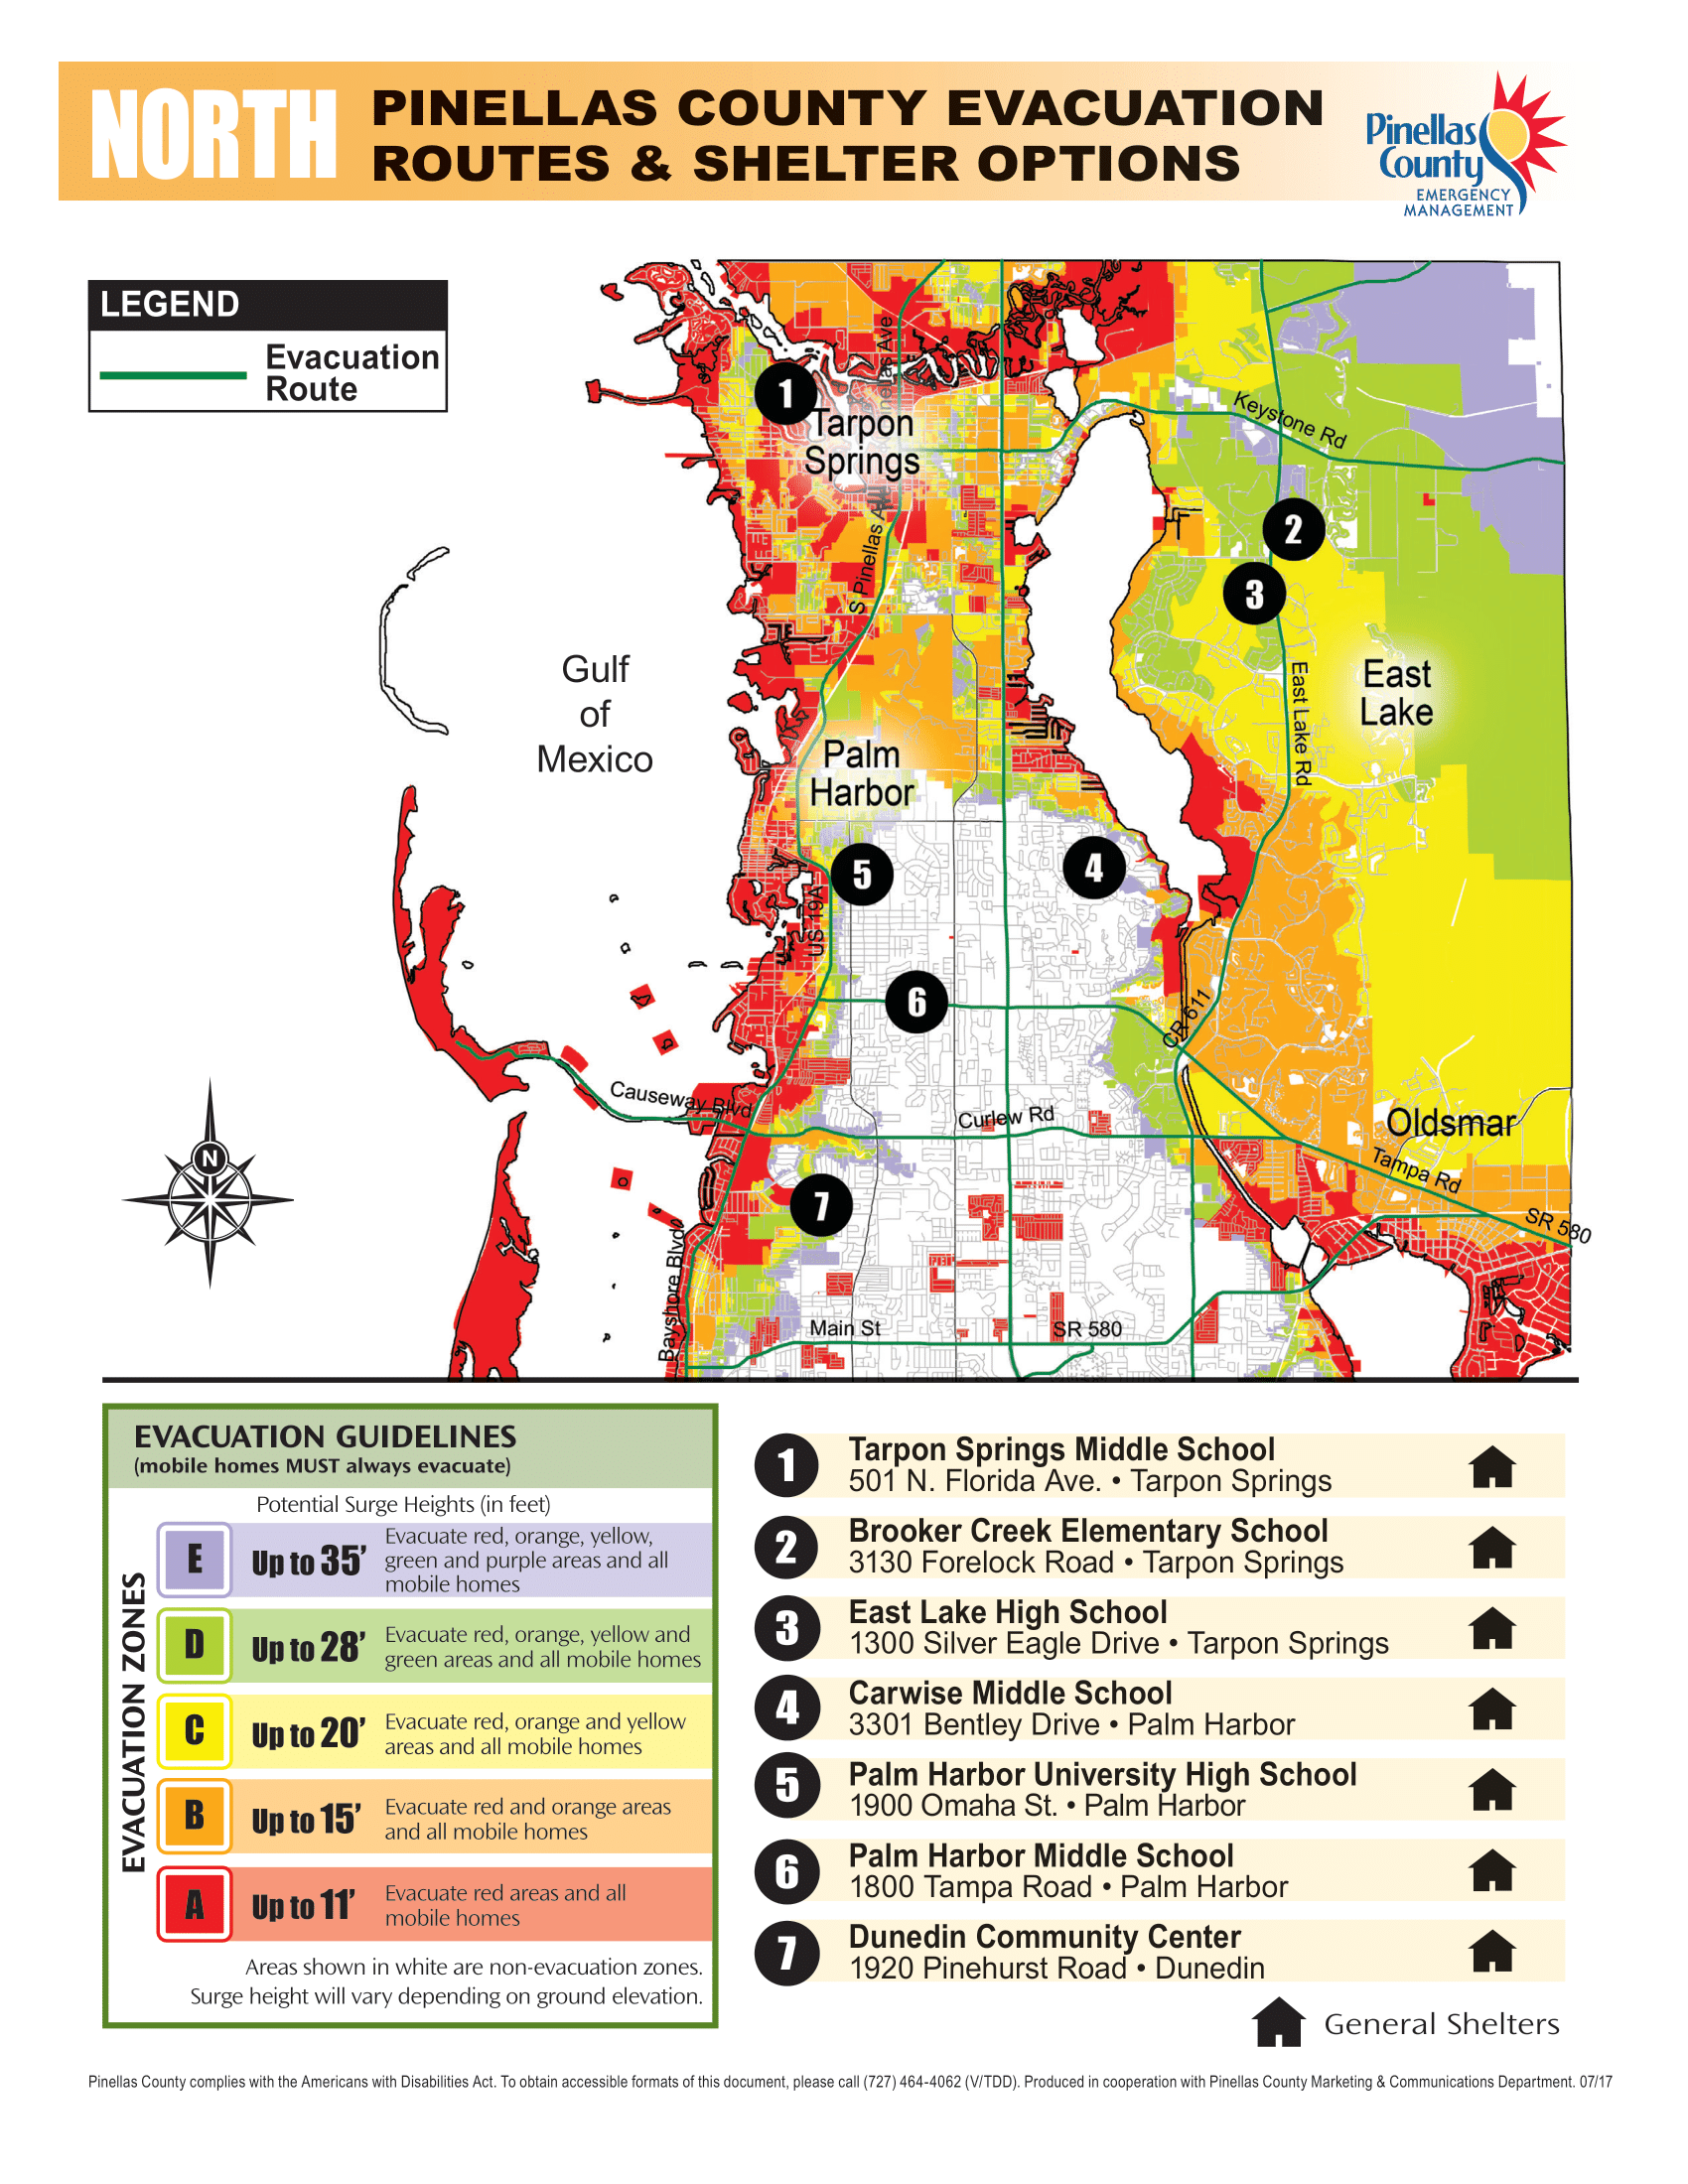 NORTH
PINELLAS COUNTY EVACUATION
ROUTES & SHELTER OPTIONS
Pinellas
County
EMERGENCY
MANAGEMENT
LEGEND
Evacuation
Route
1
Tarpon
Springs
Pinellas Ave
S Pinellas Av
Keystone Rd
2
3
East
Lake
East Lake Rd
Gulf
of
Mexico
Palm
Harbor
5
4
US 19A
6
CR 611
Causeway Blvd
Curlew Rd
Oldsmar
Tampa Rd
SR 580
N
7
Bayshore Blvd
Main St
SR 580
EVACUATION GUIDELINES
(mobile homes MUST always evacuate)
Potential Surge Heights (in feet)
EVACUATION ZONES
E
Up to 35’
Evacuate red, orange, yellow,
green and purple areas and all
mobile homes
D
Up to 28’
Evacuate red, orange, yellow and
green areas and all mobile homes
C
Up to 20’
Evacuate red, orange and yellow
areas and all mobile homes
B
Up to 15’
Evacuate red and orange areas
and all mobile homes
A
Up to 11’
Evacuate red areas and all
mobile homes
Areas shown in white are non-evacuation zones.
Surge height will vary depending on ground elevation.
1
Tarpon Springs Middle School
501 N. Florida Ave. • Tarpon Springs
2
Brooker Creek Elementary School
3130 Forelock Road • Tarpon Springs
3
East Lake High School
1300 Silver Eagle Drive • Tarpon Springs
4
Carwise Middle School
3301 Bentley Drive • Palm Harbor
5
Palm Harbor University High School
1900 Omaha St. • Palm Harbor
6
Palm Harbor Middle School
1800 Tampa Road • Palm Harbor
7
Dunedin Community Center
1920 Pinehurst Road • Dunedin
General Shelters
Pinellas County complies with the Americans with Disabilities Act. To obtain accessible formats of this document, please call (727) 464-4062 (V/TDD). Produced in cooperation with Pinellas County Marketing & Communications Department. 07/17